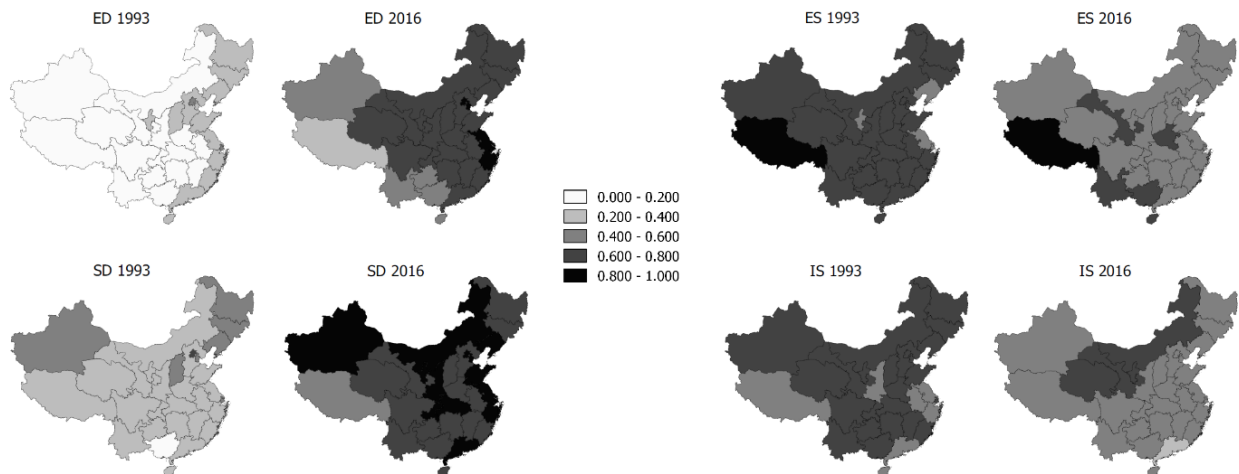 ED 1993
ED 2016
ES 1993
ES 2016
0.000 - 0.200
0.200 - 0.400
0.400 - 0.600
0.600 - 0.800
0.800 - 1.000
SD 1993
SD 2016
IS 1993
IS 2016